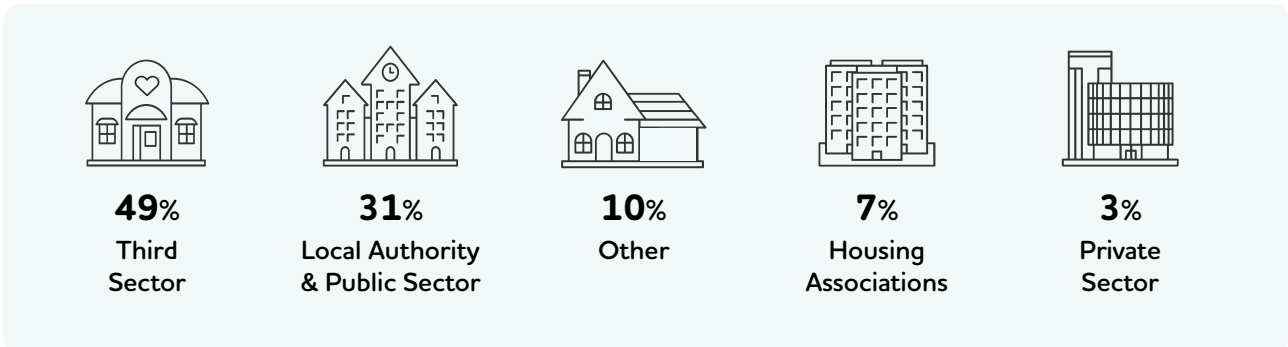 49%
Third
Sector
31%
Local Authority
& Public Sector
10%
Other
7%
Housing
Associations
3%
Private
Sector